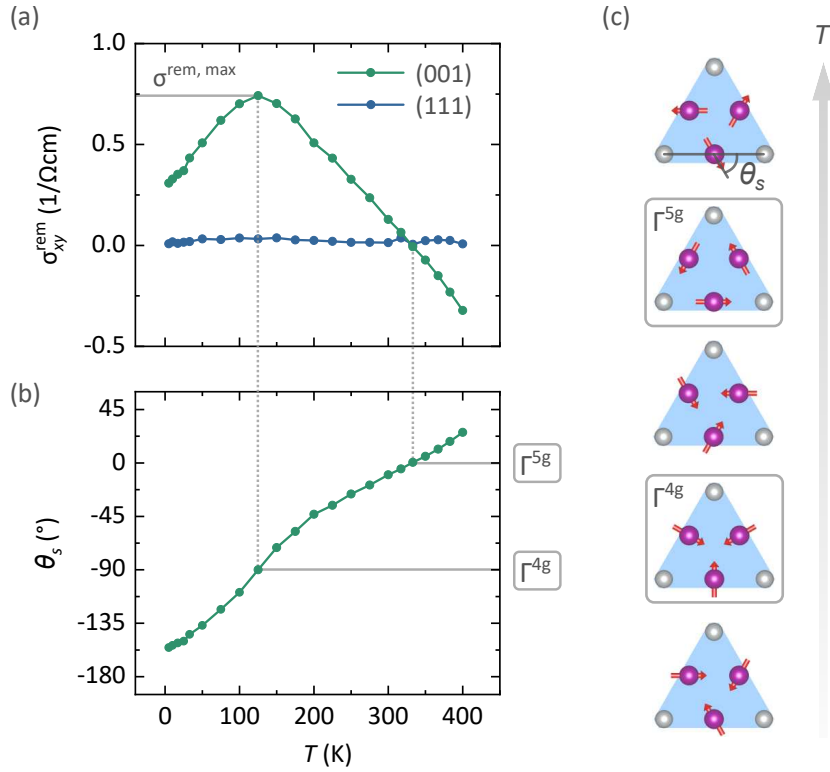 (a)
σ^rem, max
(001)
(111)
1.0
0.5
0.0
-0.5
σ_xy^rem (1/Ωcm)
(b)
45
0
-45
-90
-135
-180
θ_s (°)
0 100 200 300 400
T (K)
Γ^5g
Γ^4g
(c)
T
θ_s
Γ^5g
Γ^4g